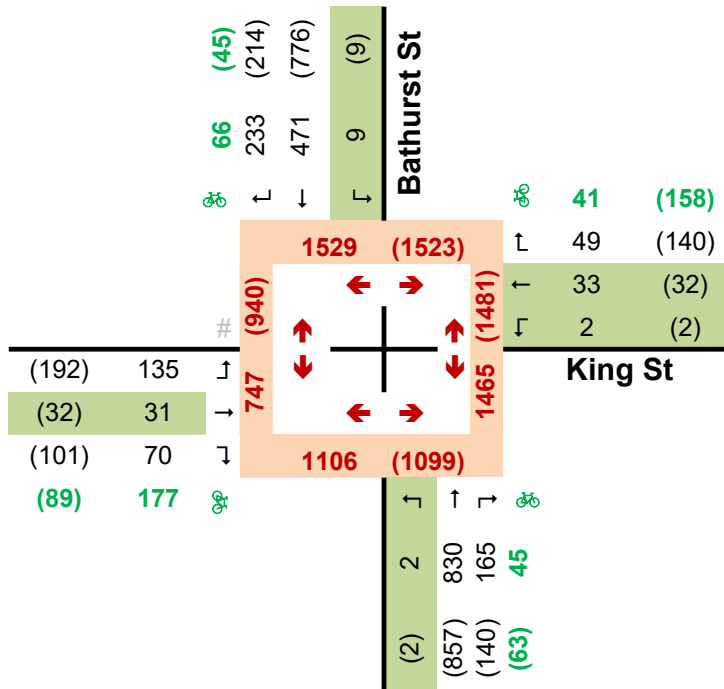 (45) (214) (776) (9)
66 233 471 9
Bathurst St
41 (158)
49 (140)
33 (32)
2 (2)
King St
1529 (1523)
(940) (1481)
747 1465
1106 (1099)
#
(192) 135
(32) 31
(101) 70
(89) 177
2 830 165 45
(2) (857) (140) (63)